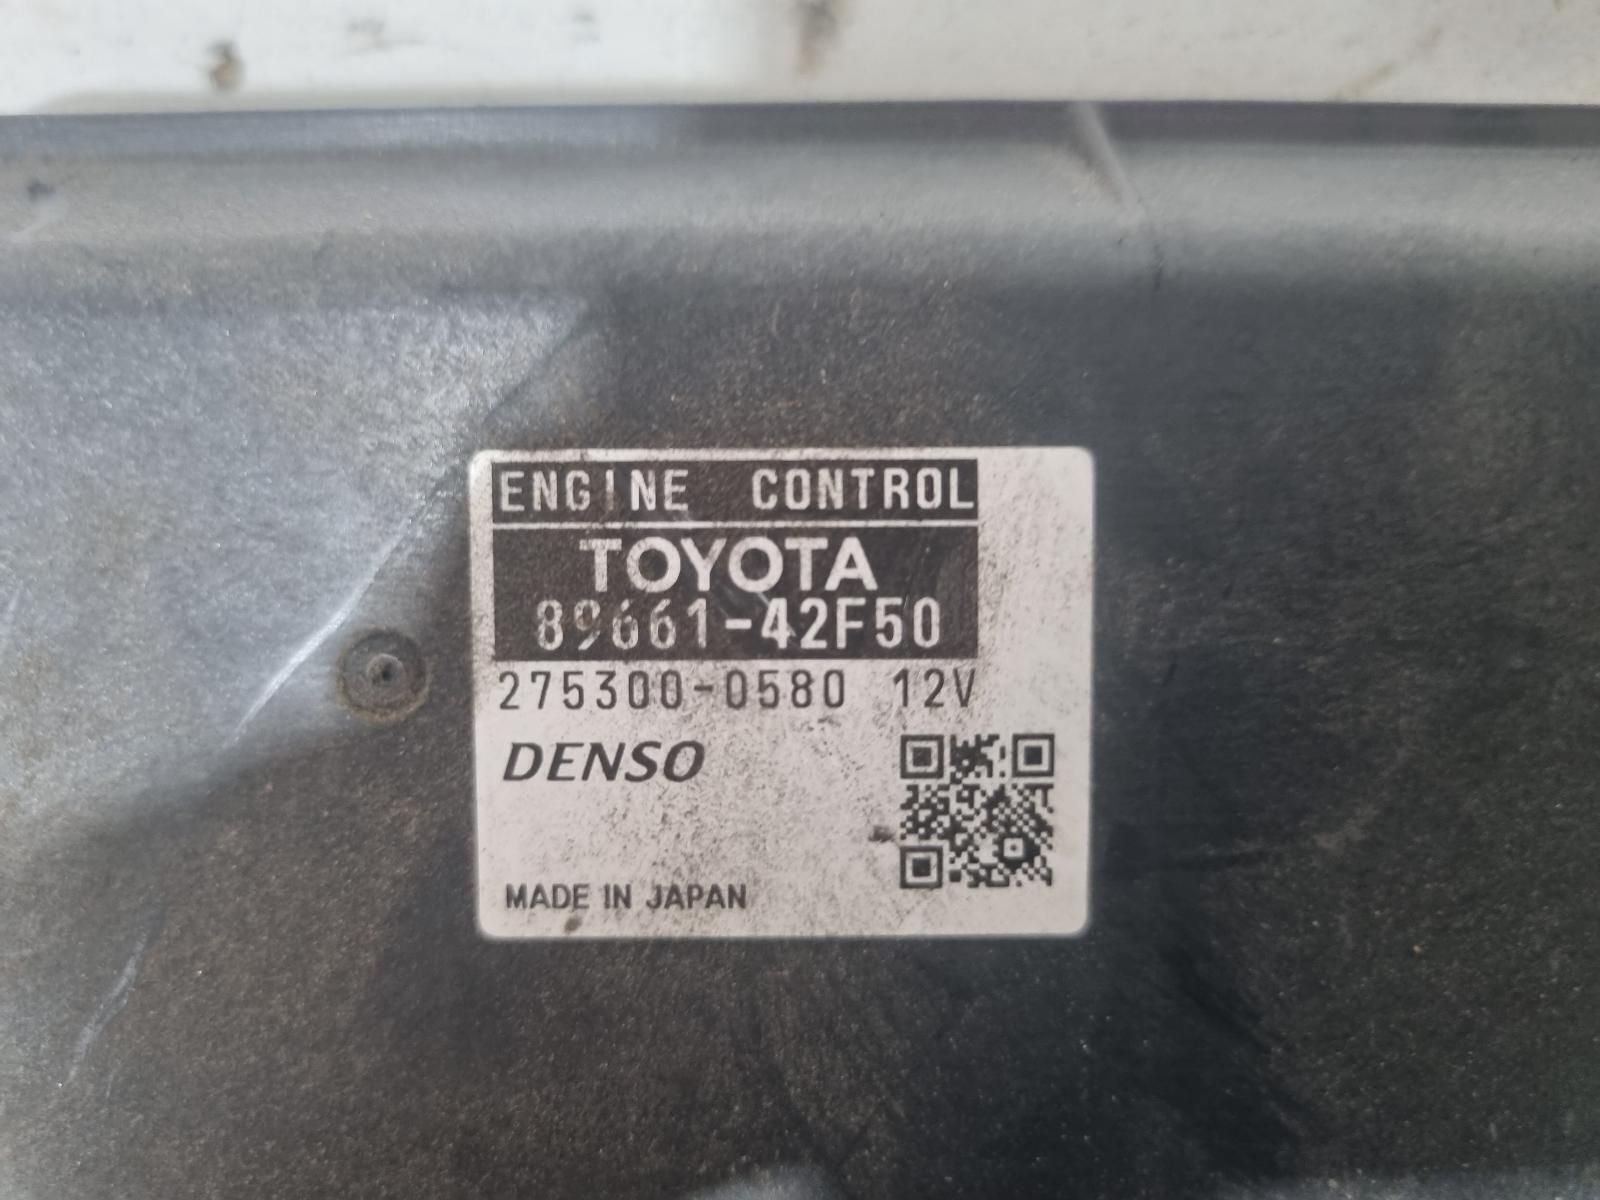 ENGINE CONTROL
TOYOTA
89661-42F50
275300-0580 12V
DENSO
MADE IN JAPAN